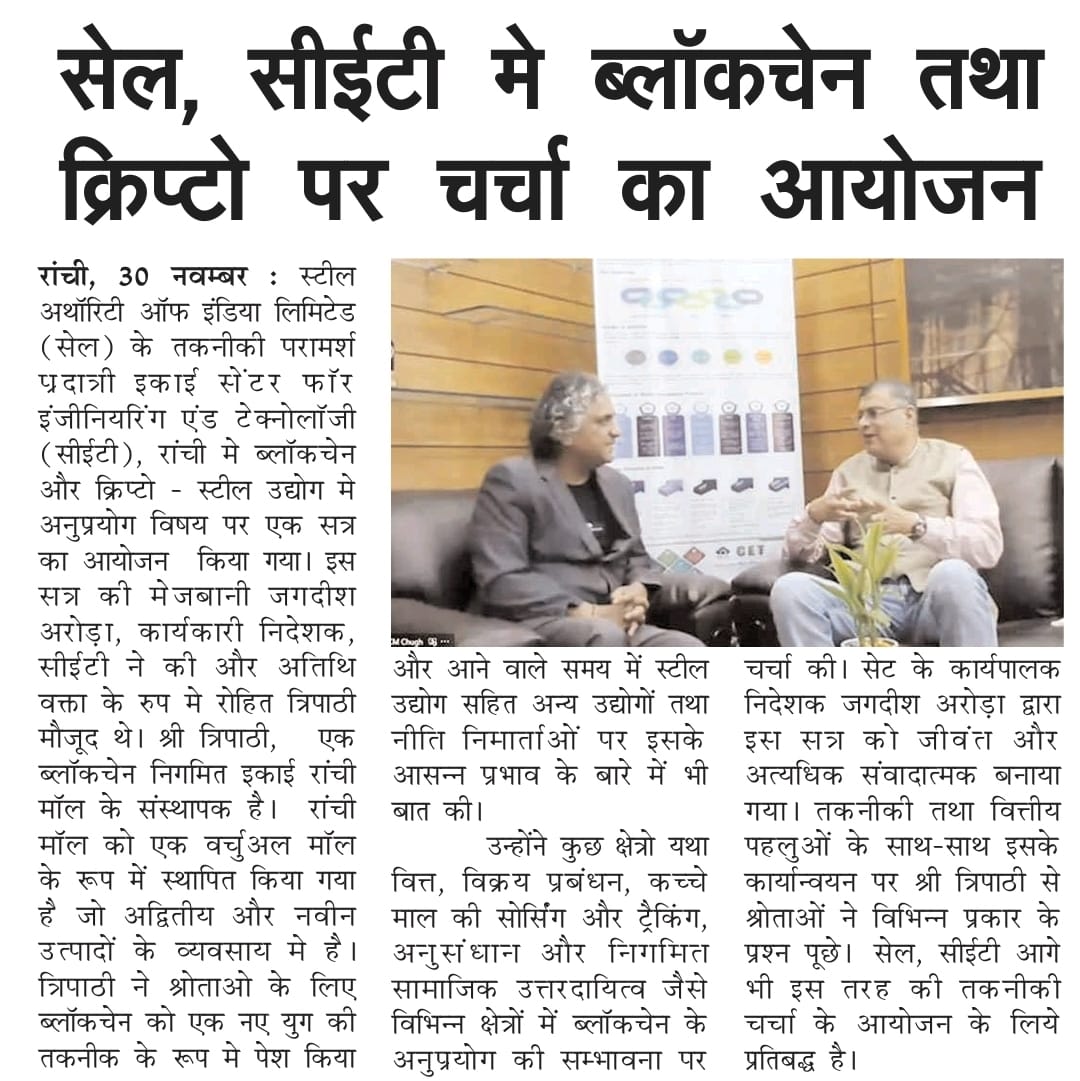 सेल, सीईटी मे ब्लॉकचेन तथा
क्रिप्टो पर चर्चा का आयोजन
रांची, 30 नवम्बर : स्टील
अथॉरिटी ऑफ इंडिया लिमिटेड
(सेल) के तकनीकी परामर्श
प्रदात्री इकाई सेंटर फॉर
इंजीनियरिंग एंड टेक्नोलॉजी
(सीईटी), रांची मे ब्लॉकचेन
और क्रिप्टो - स्टील उद्योग मे
अनुप्रयोग विषय पर एक सत्र
का आयोजन किया गया। इस
सत्र की मेजबानी जगदीश
अरोड़ा, कार्यकारी निदेशक,
सीईटी ने की और अतिथि
वक्ता के रुप मे रोहित त्रिपाठी
मौजूद थे। श्री त्रिपाठी, एक
ब्लॉकचेन निगमित इकाई रांची
मॉल के संस्थापक है। रांची
मॉल को एक वर्चुअल मॉल
के रूप में स्थापित किया गया
है जो अद्वितीय और नवीन
उत्पादों के व्यवसाय मे है।
त्रिपाठी ने श्रोताओ के लिए
ब्लॉकचेन को एक नए युग की
तकनीक के रूप मे पेश किया
CET
CM Chugh
और आने वाले समय में स्टील
उद्योग सहित अन्य उद्योगों तथा
नीति निमार्ताओं पर इसके
आसन्न प्रभाव के बारे में भी
बात की।
उन्होंने कुछ क्षेत्रो यथा
वित्त, विक्रय प्रबंधन, कच्चे
माल की सोर्सिंग और ट्रैकिंग,
अनुसंधान और निगमित
सामाजिक उत्तरदायित्व जैसे
विभिन्न क्षेत्रों में ब्लॉकचेन के
अनुप्रयोग की सम्भावना पर
चर्चा की। सेट के कार्यपालक
निदेशक जगदीश अरोड़ा द्वारा
इस सत्र को जीवंत और
अत्यधिक संवादात्मक बनाया
गया। तकनीकी तथा वित्तीय
पहलुओं के साथ-साथ इसके
कार्यान्वयन पर श्री त्रिपाठी से
श्रोताओं ने विभिन्न प्रकार के
प्रश्न पूछे। सेल, सीईटी आगे
भी इस तरह की तकनीकी
चर्चा के आयोजन के लिये
प्रतिबद्ध है।